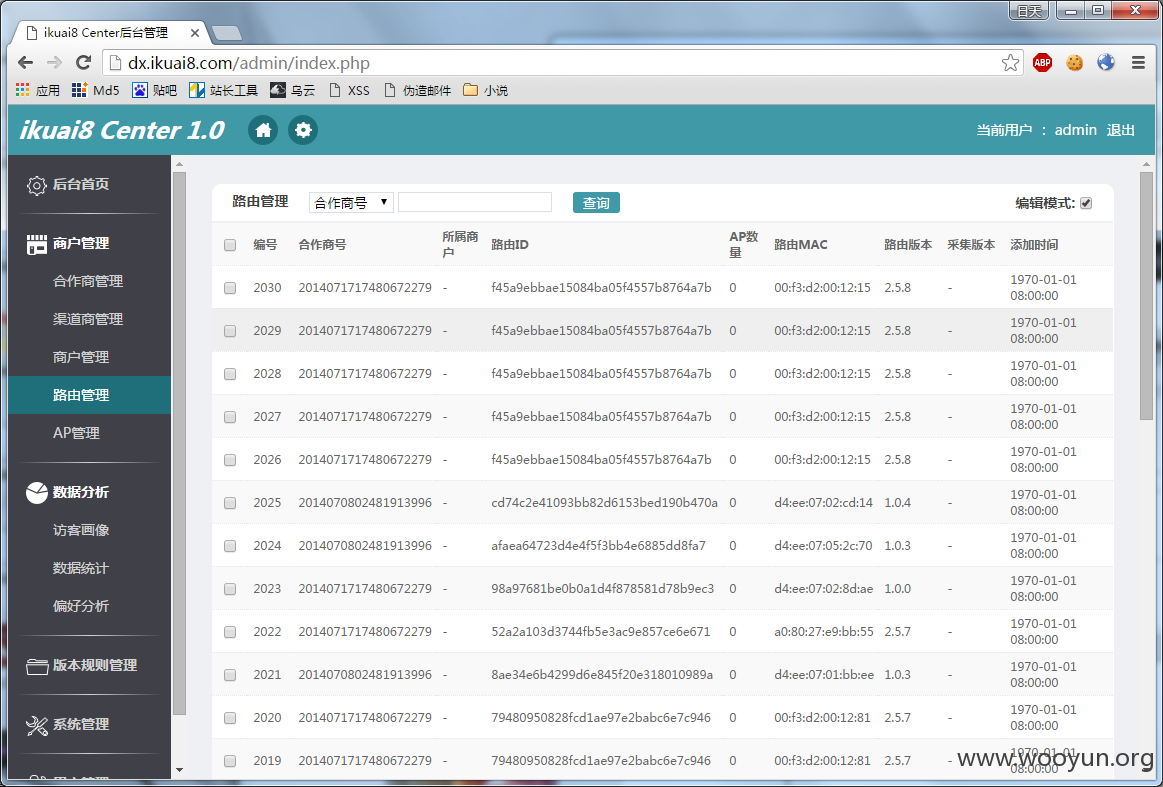 日天
ikuai8 Center后台管理
dx.ikuai8.com/admin/index.php
ABP
应用 Md5 贴吧 站长工具 乌云 XSS 伪造邮件 小说
ikuai8 Center 1.0
当前用户 : admin 退出
后台首页
商户管理
合作商管理
渠道商管理
商户管理
路由管理
AP管理
数据分析
访客画像
数据统计
偏好分析
版本规则管理
系统管理
路由管理 合作商号 查询 编辑模式:
编号 合作商号 所属商户 路由ID AP数量 路由MAC 路由版本 采集版本 添加时间
2030 2014071717480672279 - f45a9ebbae15084ba05f4557b8764a7b 0 00:f3:d2:00:12:15 2.5.8 - 1970-01-01 08:00:00
2029 2014071717480672279 - f45a9ebbae15084ba05f4557b8764a7b 0 00:f3:d2:00:12:15 2.5.8 - 1970-01-01 08:00:00
2028 2014071717480672279 - f45a9ebbae15084ba05f4557b8764a7b 0 00:f3:d2:00:12:15 2.5.8 - 1970-01-01 08:00:00
2027 2014071717480672279 - f45a9ebbae15084ba05f4557b8764a7b 0 00:f3:d2:00:12:15 2.5.8 - 1970-01-01 08:00:00
2026 2014071717480672279 - f45a9ebbae15084ba05f4557b8764a7b 0 00:f3:d2:00:12:15 2.5.8 - 1970-01-01 08:00:00
2025 2014070802481913996 - cd74c2e41093bb82d6153bed190b470a 0 d4:ee:07:02:cd:14 1.0.4 - 1970-01-01 08:00:00
2024 2014070802481913996 - afaea64723d4e4f5f3bb4e6885dd8fa7 0 d4:ee:07:05:2c:70 1.0.3 - 1970-01-01 08:00:00
2023 2014070802481913996 - 98a97681be0b0a1d4f878581d78b9ec3 0 d4:ee:07:02:8d:ae 1.0.0 - 1970-01-01 08:00:00
2022 2014071717480672279 - 52a2a103d3744fb5e3ac9e857ce6e671 0 a0:80:27:e9:bb:55 2.5.7 - 1970-01-01 08:00:00
2021 2014070802481913996 - 8ae34e6b4299d6e845f20e318010989a 0 d4:ee:07:01:bb:ee 1.0.3 - 1970-01-01 08:00:00
2020 2014071717480672279 - 79480950828fcd1ae97e2babc6e7c946 0 00:f3:d2:00:12:81 2.5.7 - 1970-01-01 08:00:00
2019 2014071717480672279 - 79480950828fcd1ae97e2babc6e7c946 0 00:f3:d2:00:12:81 2.5.7 - 1970-01-01 08:00:00
www.wooyun.org